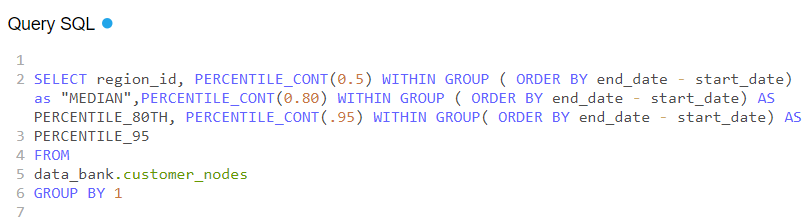 Query SQL
1
2 SELECT region_id, PERCENTILE_CONT(0.5) WITHIN GROUP ( ORDER BY end_date - start_date)
as "MEDIAN",PERCENTILE_CONT(0.80) WITHIN GROUP ( ORDER BY end_date - start_date) AS
PERCENTILE_80TH, PERCENTILE_CONT(.95) WITHIN GROUP( ORDER BY end_date - start_date) AS
3 PERCENTILE_95
4 FROM
5 data_bank.customer_nodes
6 GROUP BY 1
7